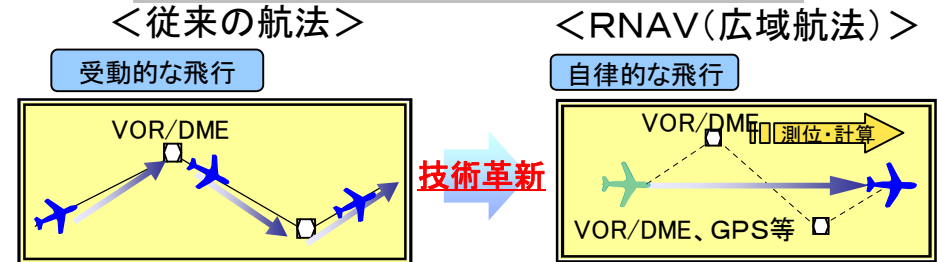 <従来の航法>
受動的な飛行
VOR/DME
技術革新
<RNAV(広域航法)>
自律的な飛行
VOR/DME
測位・計算
VOR/DME、GPS等